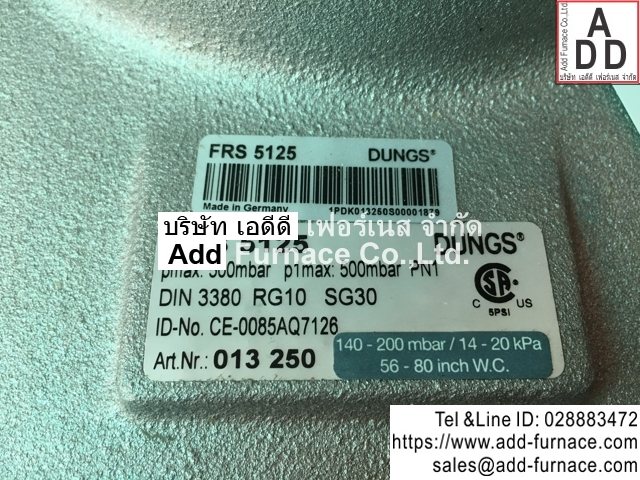 Add Furnace Co.,Ltd.
ADD
บริษัท เอดีดี เฟอร์เนส จำกัด
FRS 5125 DUNGS®
Made in Germany 1PDK013250S00001879
บริษัท เอดีดี เฟอร์เนส จำกัด
5125 DUNGS®
Add Furnace Co.,Ltd.
pmax: 500mbar p1max: 500mbar PN1
DIN 3380 RG10 SG30
C US
5PSI
ID-No. CE-0085AQ7126
Art.Nr.: 013 250
140 - 200 mbar / 14 - 20 kPa
56 - 80 inch W.C.
Tel &Line ID: 028883472
https://www.add-furnace.com
sales@add-furnace.com